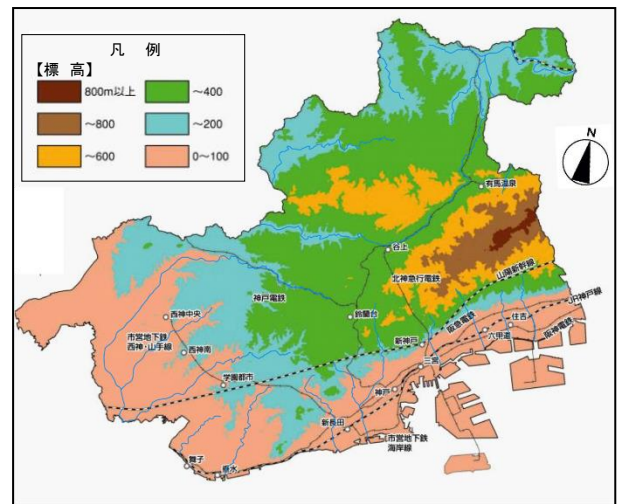 凡 例
【標 高】
800m以上
～400
～800
～200
～600
0～100
N
有馬温泉
谷上
北神急行電鉄
山陽新幹線
神戸電鉄
鈴蘭台
西神中央
市営地下鉄
西神・山手線
西神南
学園都市
新神戸
阪急電鉄
六甲道
住吉
JR神戸線
阪神電鉄
三宮
神戸
新長田
市営地下鉄
海岸線
舞子
垂水